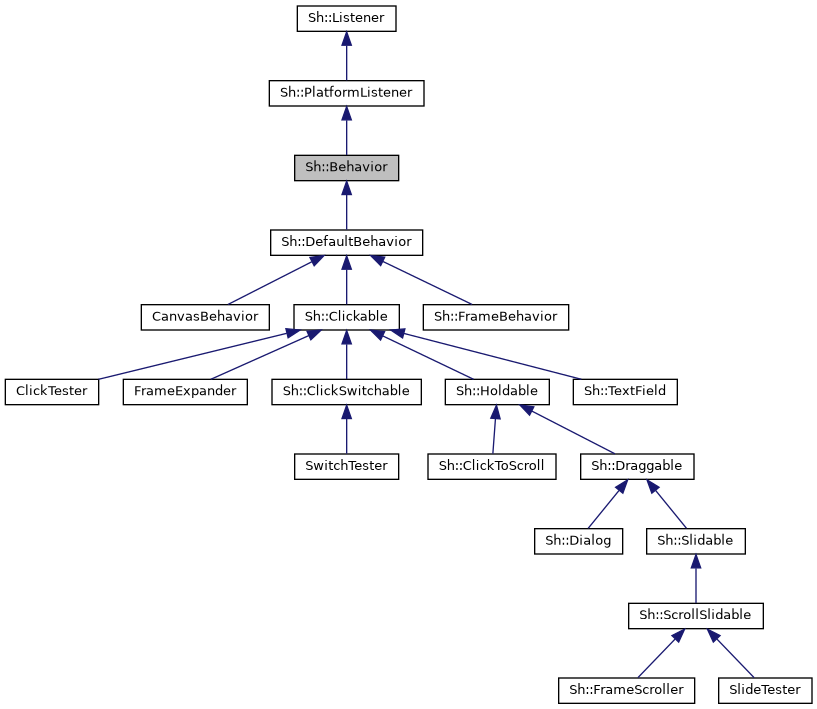 Sh::Listener
Sh::PlatformListener
Sh::Behavior
Sh::DefaultBehavior
CanvasBehavior
Sh::Clickable
Sh::FrameBehavior
ClickTester
FrameExpander
Sh::ClickSwitchable
Sh::Holdable
Sh::TextField
SwitchTester
Sh::ClickToScroll
Sh::Draggable
Sh::Dialog
Sh::Slidable
Sh::ScrollSlidable
Sh::FrameScroller
SlideTester